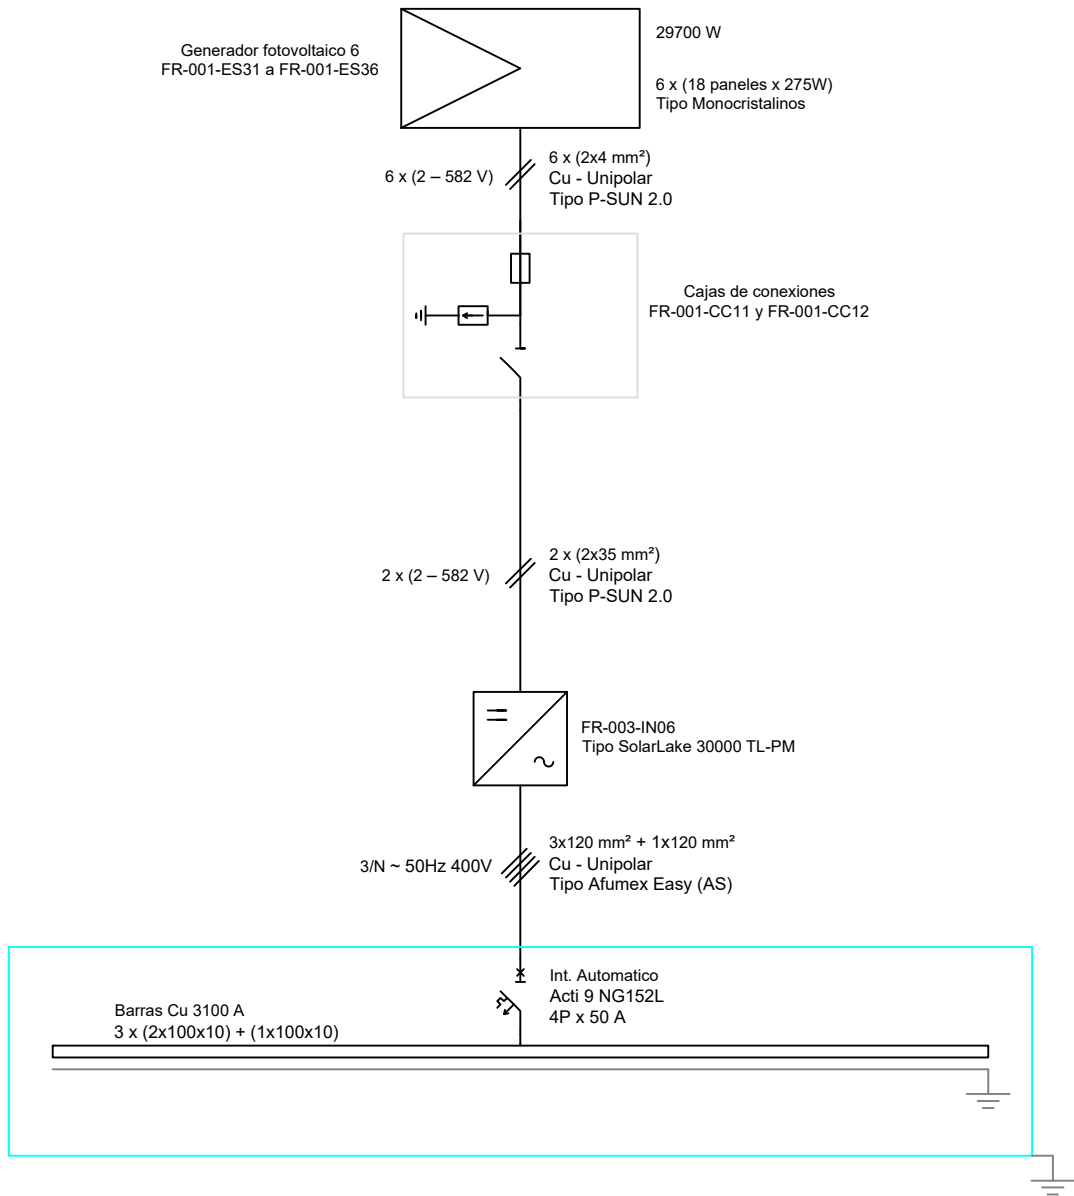 Generador fotovoltaico 6
FR-001-ES31 a FR-001-ES36
29700 W
6 x (18 paneles x 275W)
Tipo Monocristalinos
6 x (2 – 582 V)
6 x (2x4 mm²)
Cu - Unipolar
Tipo P-SUN 2.0
Cajas de conexiones
FR-001-CC11 y FR-001-CC12
2 x (2 – 582 V)
2 x (2x35 mm²)
Cu - Unipolar
Tipo P-SUN 2.0
FR-003-IN06
Tipo SolarLake 30000 TL-PM
3/N ~ 50Hz 400V
3x120 mm² + 1x120 mm²
Cu - Unipolar
Tipo Afumex Easy (AS)
Int. Automatico
Acti 9 NG152L
4P x 50 A
Barras Cu 3100 A
3 x (2x100x10) + (1x100x10)